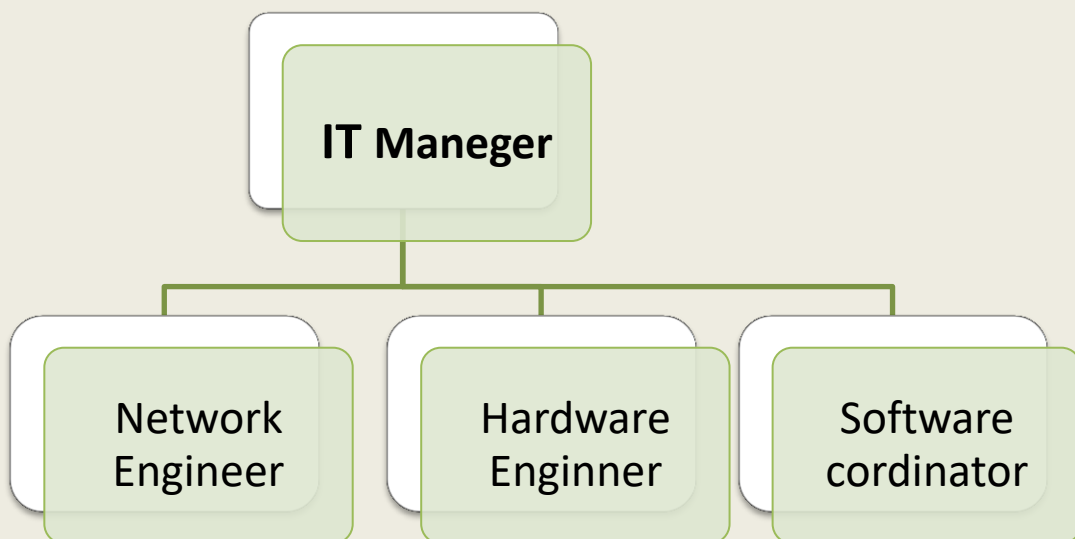 IT Maneger
Network
Engineer
Hardware
Enginner
Software
cordinator